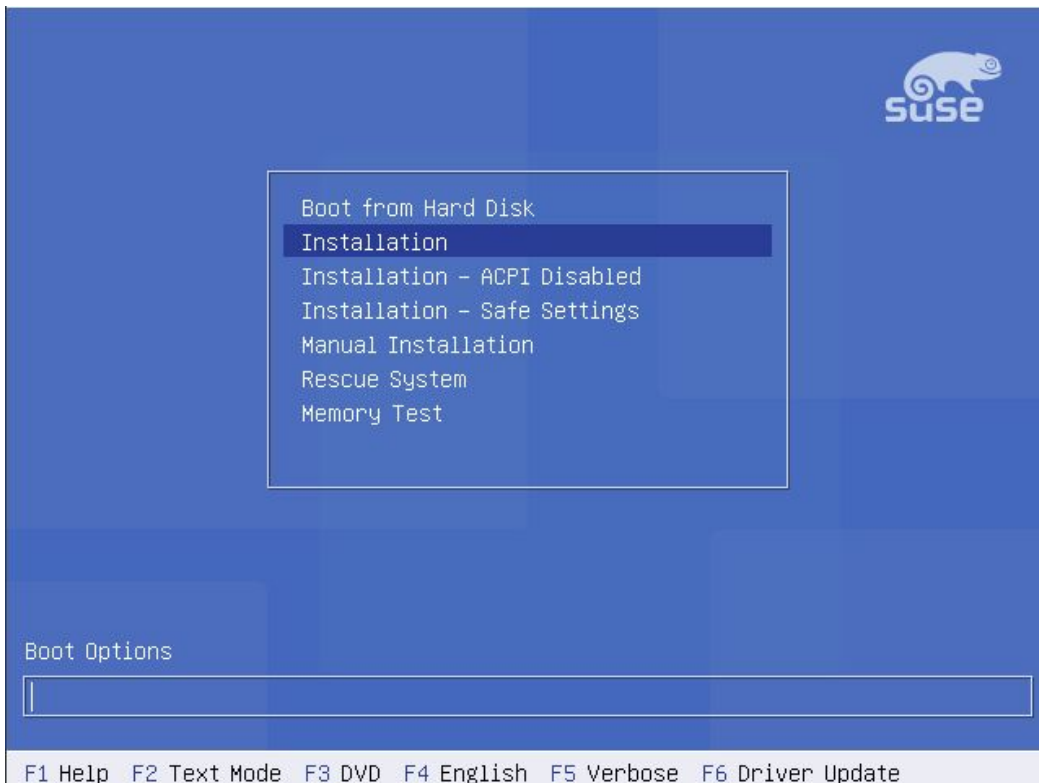 suse
Boot from Hard Disk
Installation
Installation – ACPI Disabled
Installation – Safe Settings
Manual Installation
Rescue System
Memory Test
Boot Options
F1 Help F2 Text Mode F3 DVD F4 English F5 Verbose F6 Driver Update